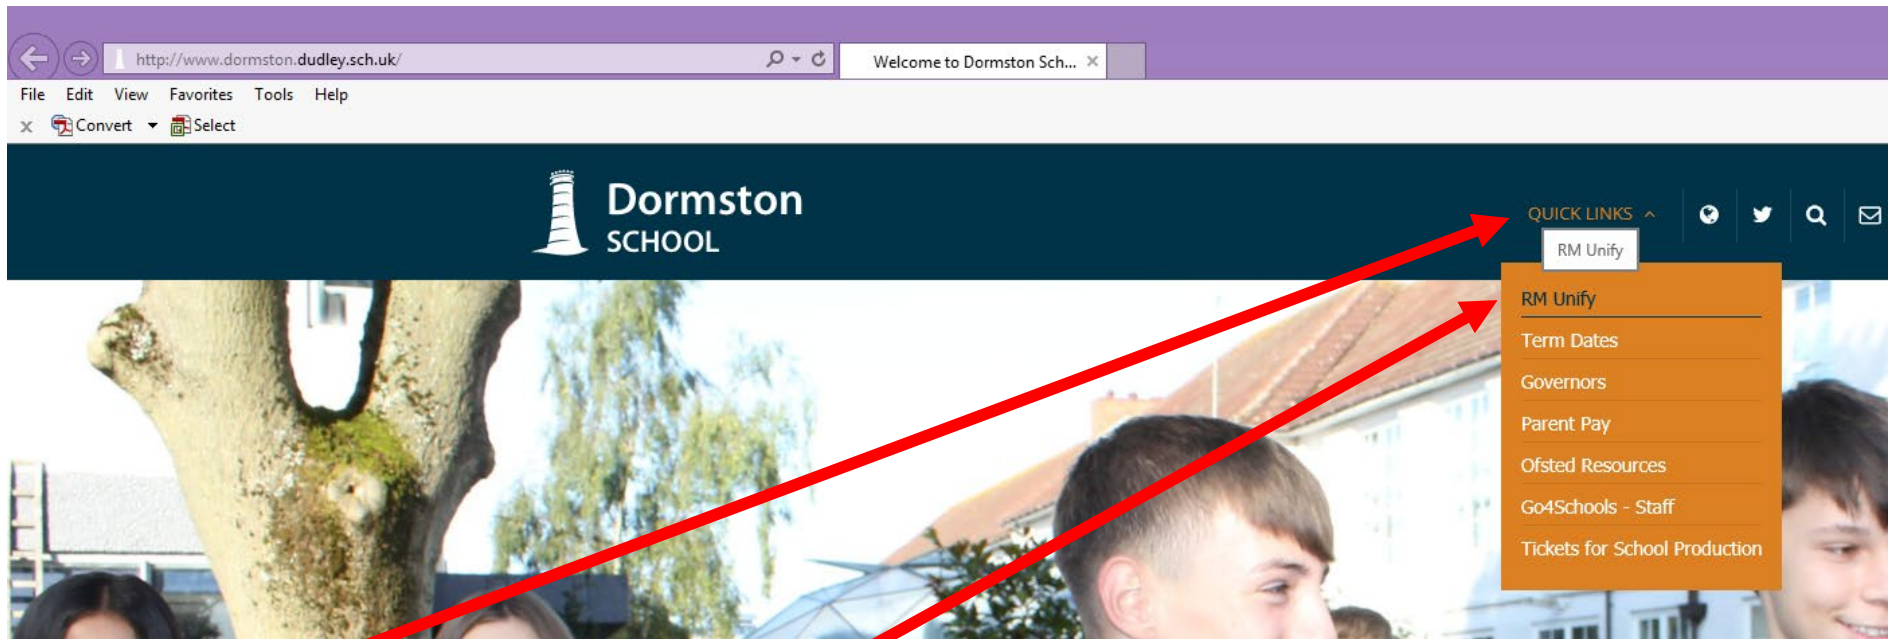 http://www.dormston.dudley.sch.uk/
Welcome to Dormston Sch...
File Edit View Favorites Tools Help
x Convert Select
Dormston
SCHOOL
QUICK LINKS
RM Unify
RM Unify
Term Dates
Governors
Parent Pay
Ofsted Resources
Go4Schools - Staff
Tickets for School Production